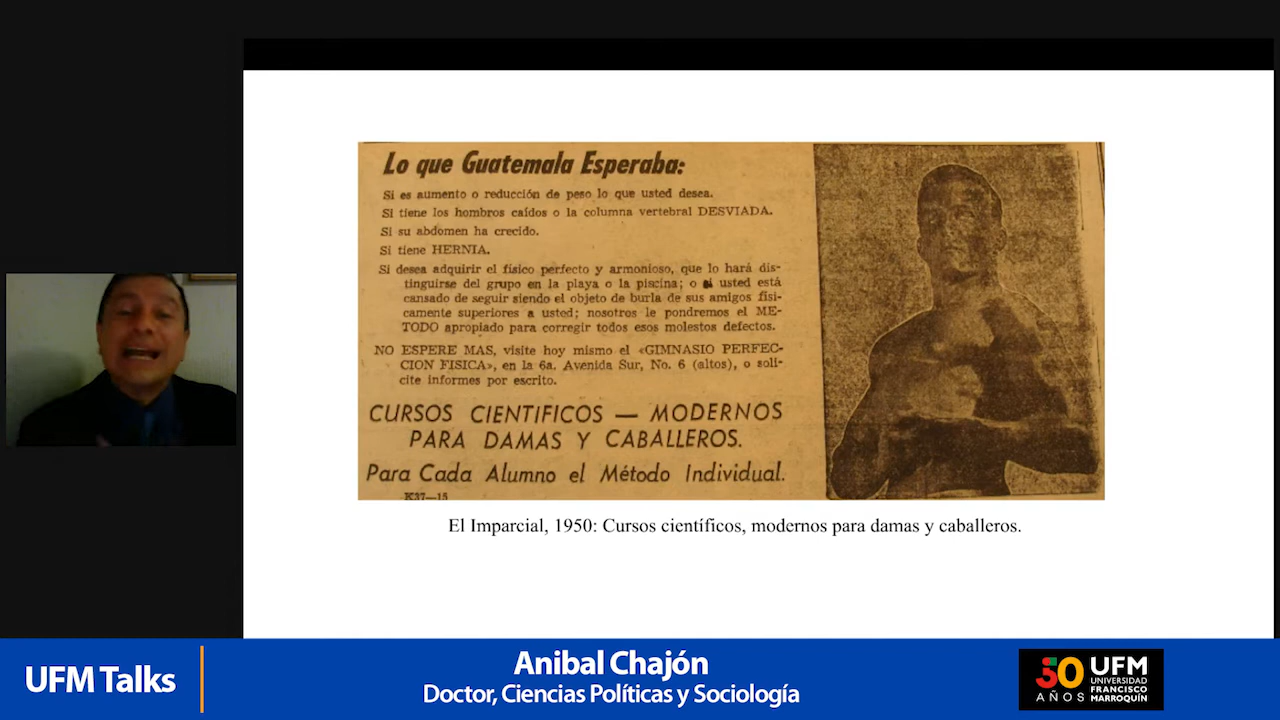 Lo que Guatemala Esperaba:
Si es aumento o reducción de peso lo que usted desea.
Si tiene los hombros caídos o la columna vertebral DESVIADA.
Si su abdomen ha crecido.
Si tiene HERNIA.
Si desea adquirir el físico perfecto y armonioso, que lo hará dis-
tinguirse del grupo en la playa o la piscina; o si usted está
cansado de seguir siendo el objeto de burla de sus amigos físi-
camente superiores a usted; nosotros le pondremos el ME-
TODO apropiado para corregir todos esos molestos defectos.
NO ESPERE MAS, visite hoy mismo el «GIMNASIO PERFEC-
CION FISICA», en la 6a. Avenida Sur, No. 6 (altos), o soli-
cite informes por escrito.
CURSOS CIENTIFICOS — MODERNOS
PARA DAMAS Y CABALLEROS.
Para Cada Alumno el Método Individual.
K37—15
El Imparcial, 1950: Cursos científicos, modernos para damas y caballeros.
UFM Talks
Anibal Chajón
Doctor, Ciencias Políticas y Sociología
50
AÑOS
UFM
UNIVERSIDAD
FRANCISCO
MARROQUÍN